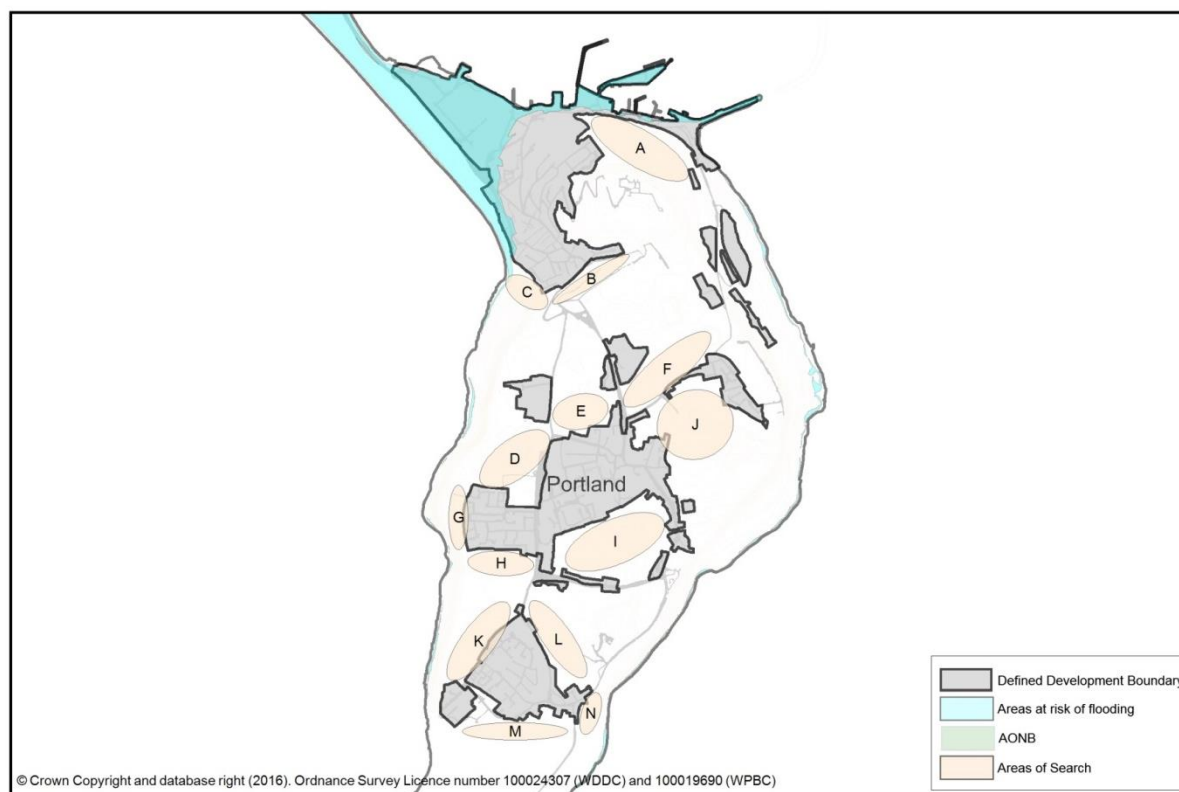 A
B
C
F
E
J
D
Portland
G
I
H
K
L
N
M
Defined Development Boundary
Areas at risk of flooding
AONB
Areas of Search
© Crown Copyright and database right (2016). Ordnance Survey Licence number 100024307 (WDDC) and 100019690 (WPBC)